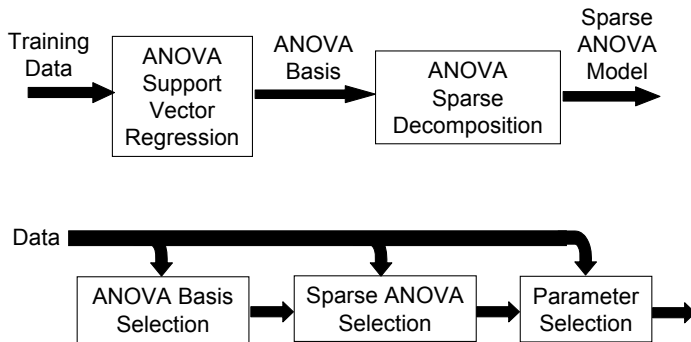 Training
Data
ANOVA
Support
Vector
Regression
ANOVA
Basis
ANOVA
Sparse
Decomposition
Sparse
ANOVA
Model
Data
ANOVA Basis
Selection
Sparse ANOVA
Selection
Parameter
Selection